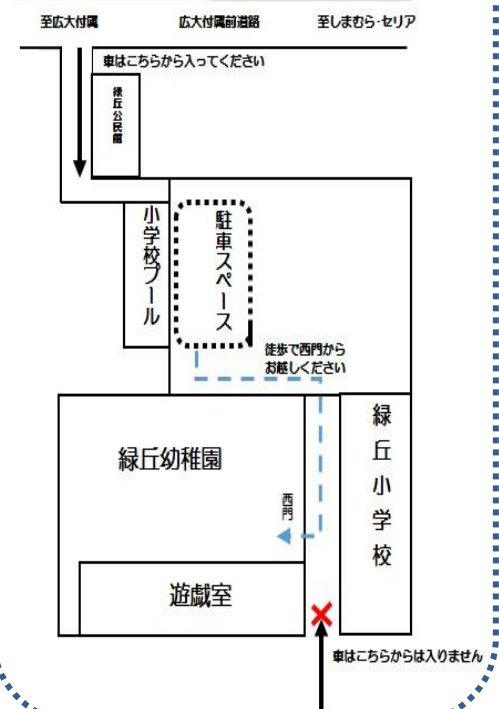 至広大付属 広大付属前道路 至しまむら・セリア
車はこちらから入ってください
緑丘公民館
小学校プール
駐車スペース
徒歩で西門から
お越しください
緑丘幼稚園
緑丘小学校
西門
遊戯室
車はこちらからは入りません